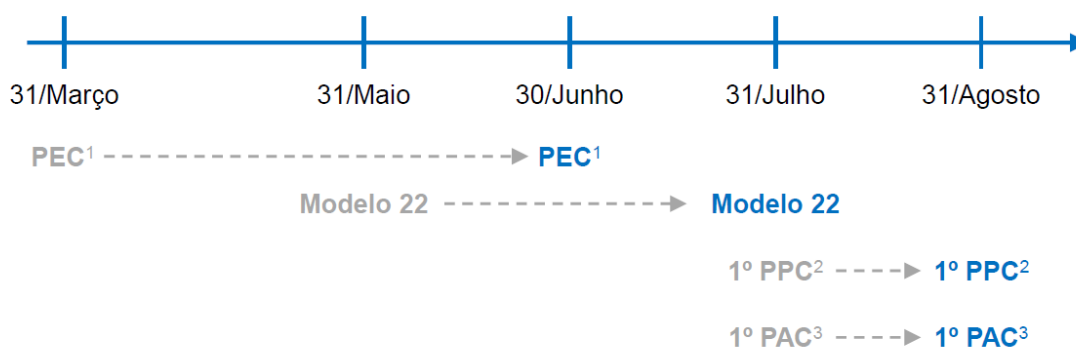 31/Março 31/Maio 30/Junho 31/Julho 31/Agosto
PEC¹ PEC¹
Modelo 22 Modelo 22
1º PPC² 1º PPC²
1º PAC³ 1º PAC³